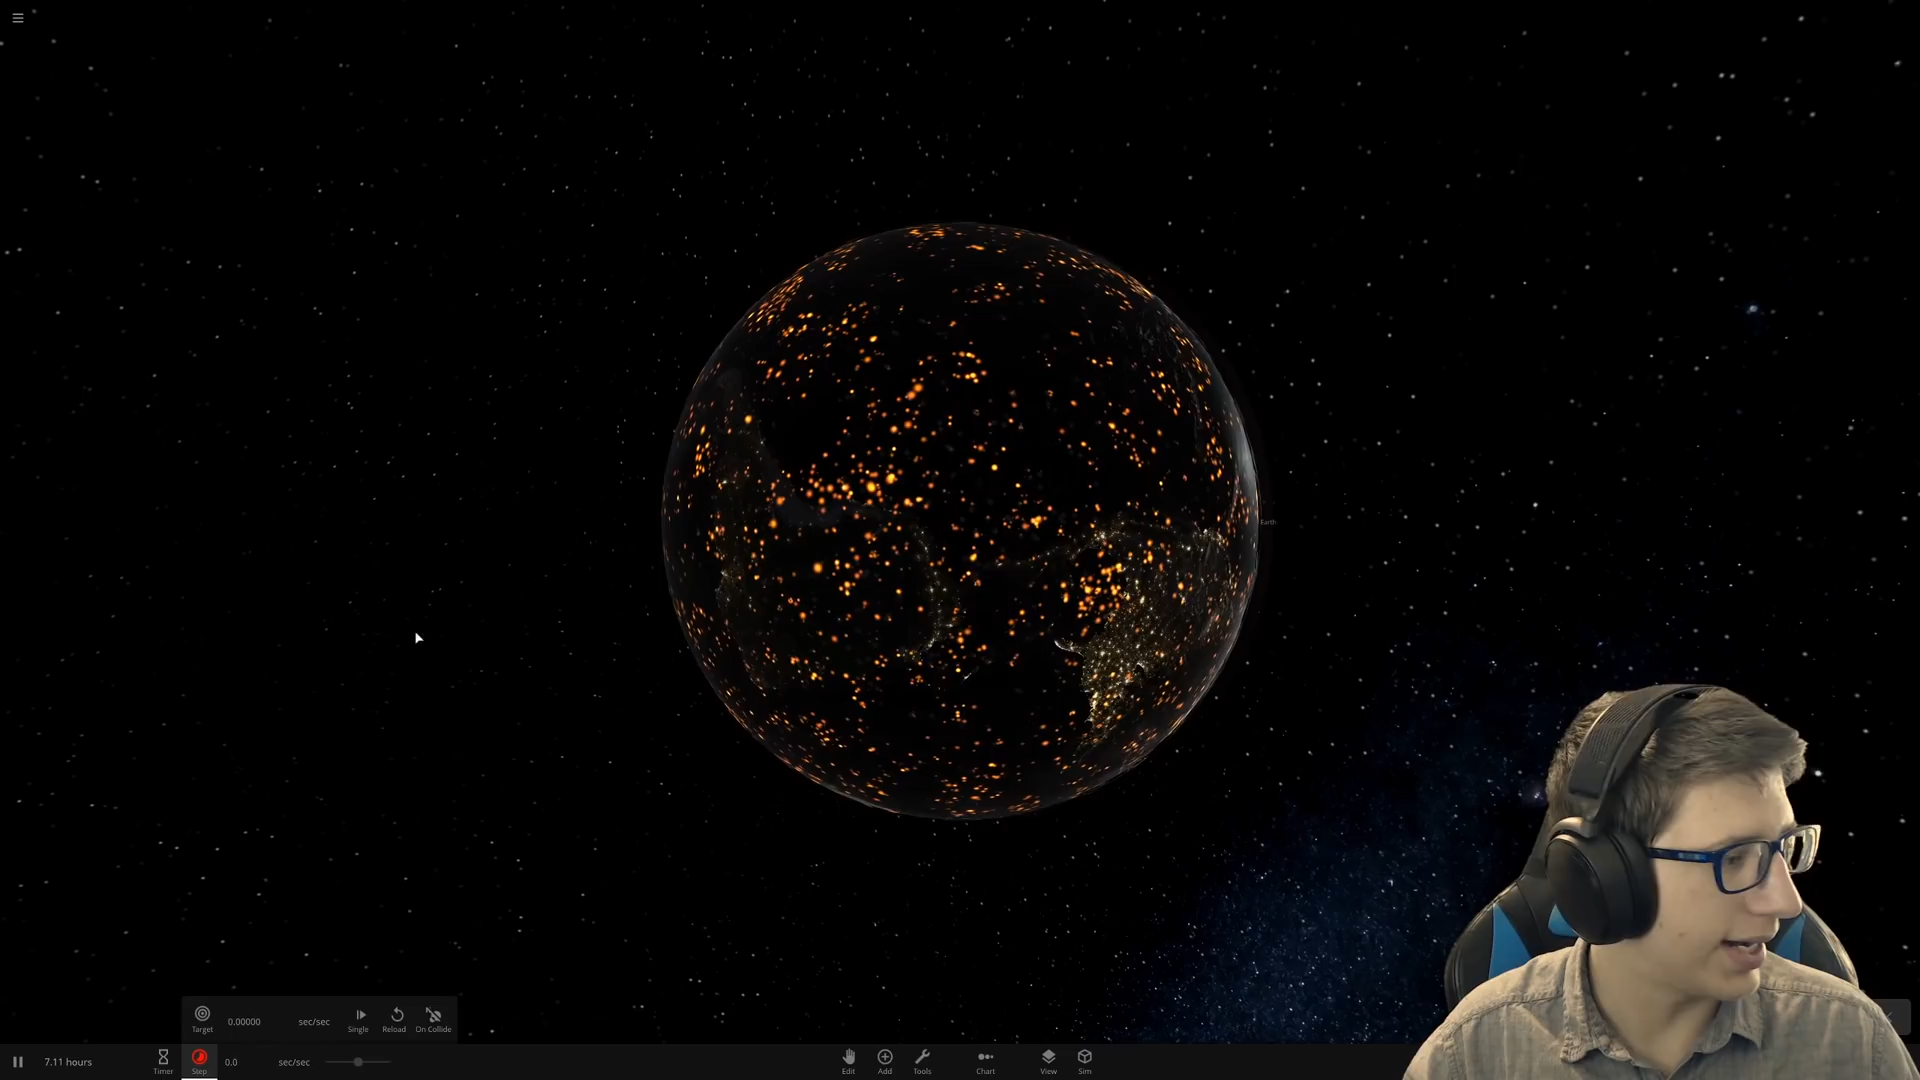 Earth
Target
0.00000
sec/sec
Single
Reload
On Collide
7.11 hours
Timer
Step
0.0
sec/sec
Edit
Add
Tools
Chart
View
Sim